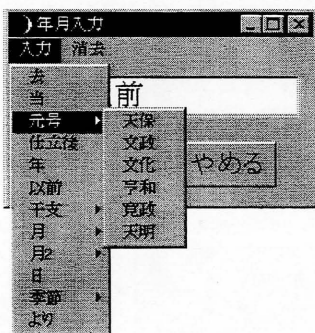 )年月入力
入力 消去
去
当
元号
任立後
年
以前
干支
月
月2
日
季節
より
前
天保
文政
文化
享和
寛政
天明
やめる